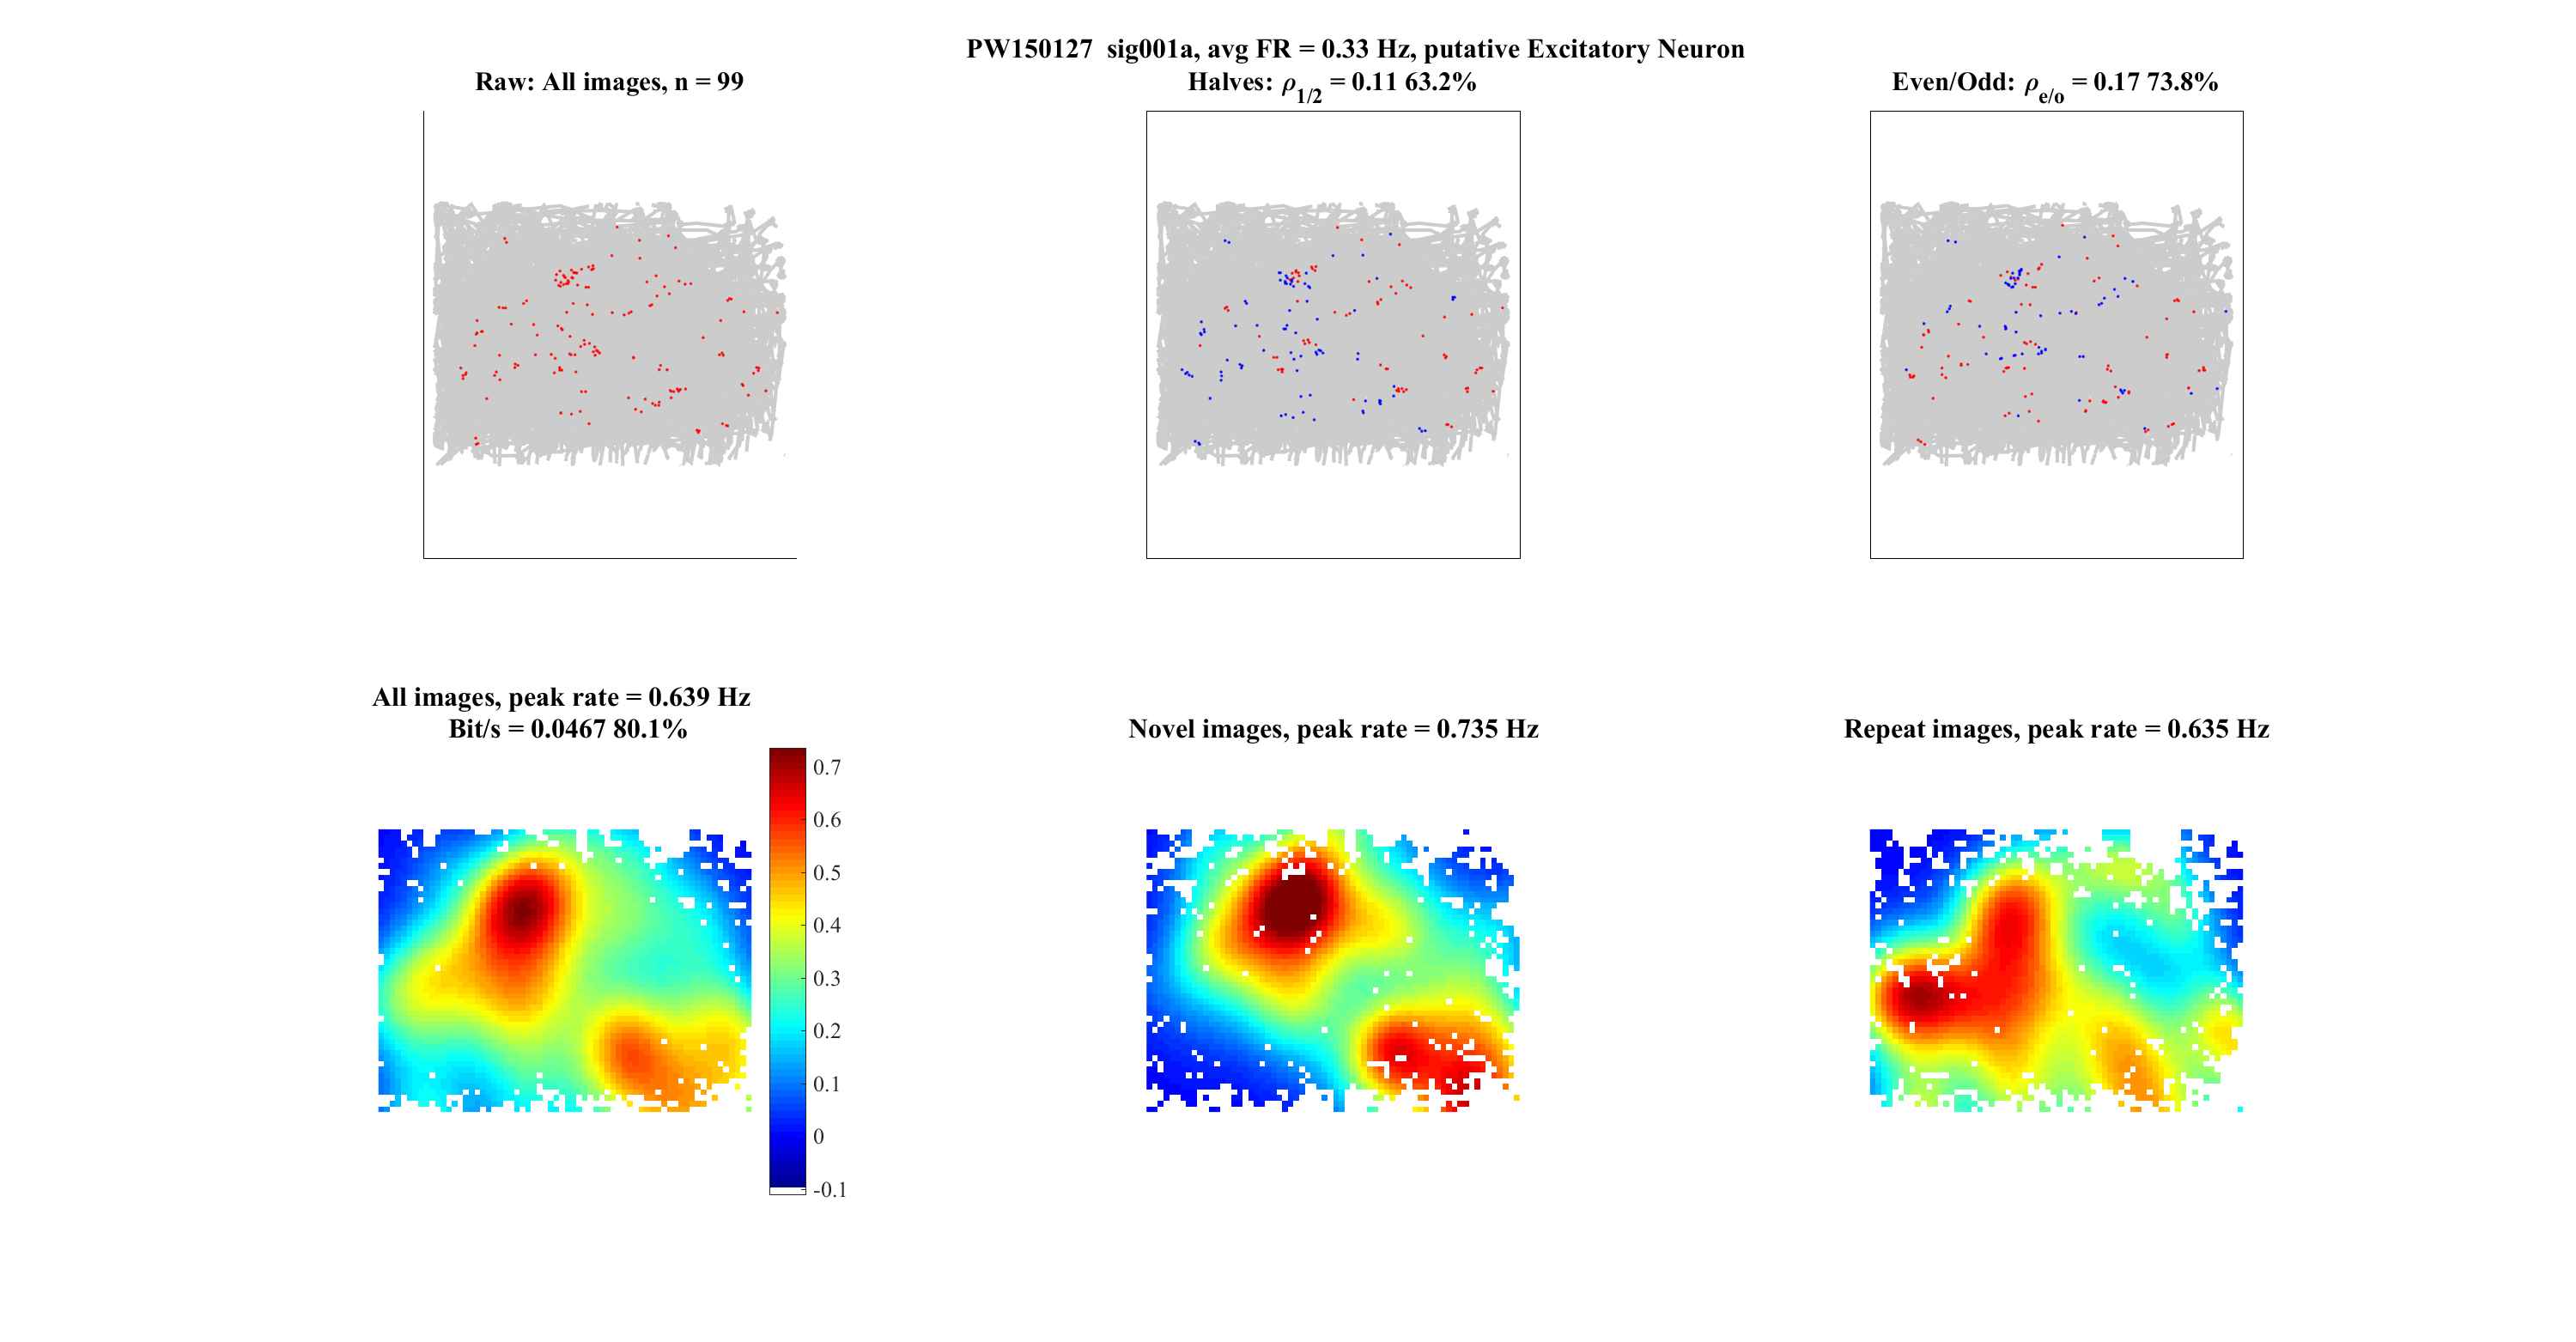 PW150127 sig001a, avg FR = 0.33 Hz, putative Excitatory Neuron
Raw: All images, n = 99
Halves: ρ1/2 = 0.11 63.2%
Even/Odd: ρe/o = 0.17 73.8%
All images, peak rate = 0.639 Hz
Bit/s = 0.0467 80.1%
Novel images, peak rate = 0.735 Hz
Repeat images, peak rate = 0.635 Hz
0.7
0.6
0.5
0.4
0.3
0.2
0.1
0
-0.1